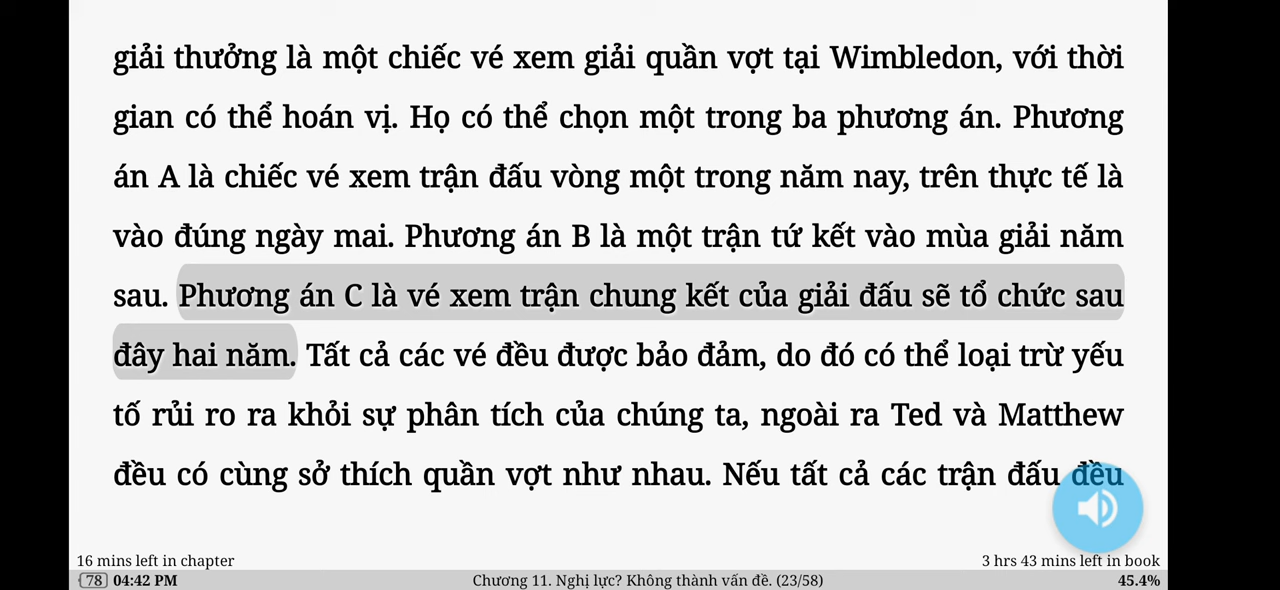 giải thưởng là một chiếc vé xem giải quần vợt tại Wimbledon, với thời
gian có thể hoán vị. Họ có thể chọn một trong ba phương án. Phương
án A là chiếc vé xem trận đấu vòng một trong năm nay, trên thực tế là
vào đúng ngày mai. Phương án B là một trận tứ kết vào mùa giải năm
sau. Phương án C là vé xem trận chung kết của giải đấu sẽ tổ chức sau
đây hai năm. Tất cả các vé đều được bảo đảm, do đó có thể loại trừ yếu
tố rủi ro ra khỏi sự phân tích của chúng ta, ngoài ra Ted và Matthew
đều có cùng sở thích quần vợt như nhau. Nếu tất cả các trận đấu đều
16 mins left in chapter 3 hrs 43 mins left in book
78 04:42 PM Chương 11. Nghị lực? Không thành vấn đề. (23/58) 45.4%